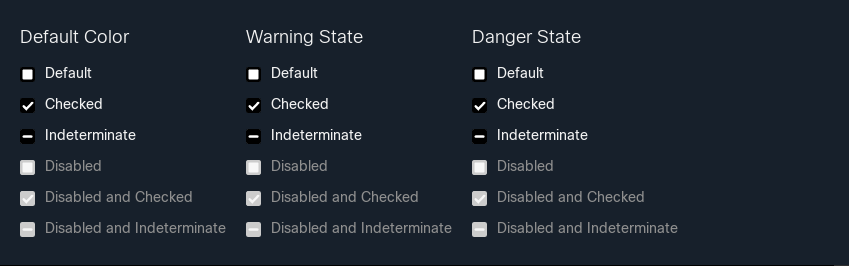 Default Color
Default
Checked
Indeterminate
Disabled
Disabled and Checked
Disabled and Indeterminate
Warning State
Default
Checked
Indeterminate
Disabled
Disabled and Checked
Disabled and Indeterminate
Danger State
Default
Checked
Indeterminate
Disabled
Disabled and Checked
Disabled and Indeterminate